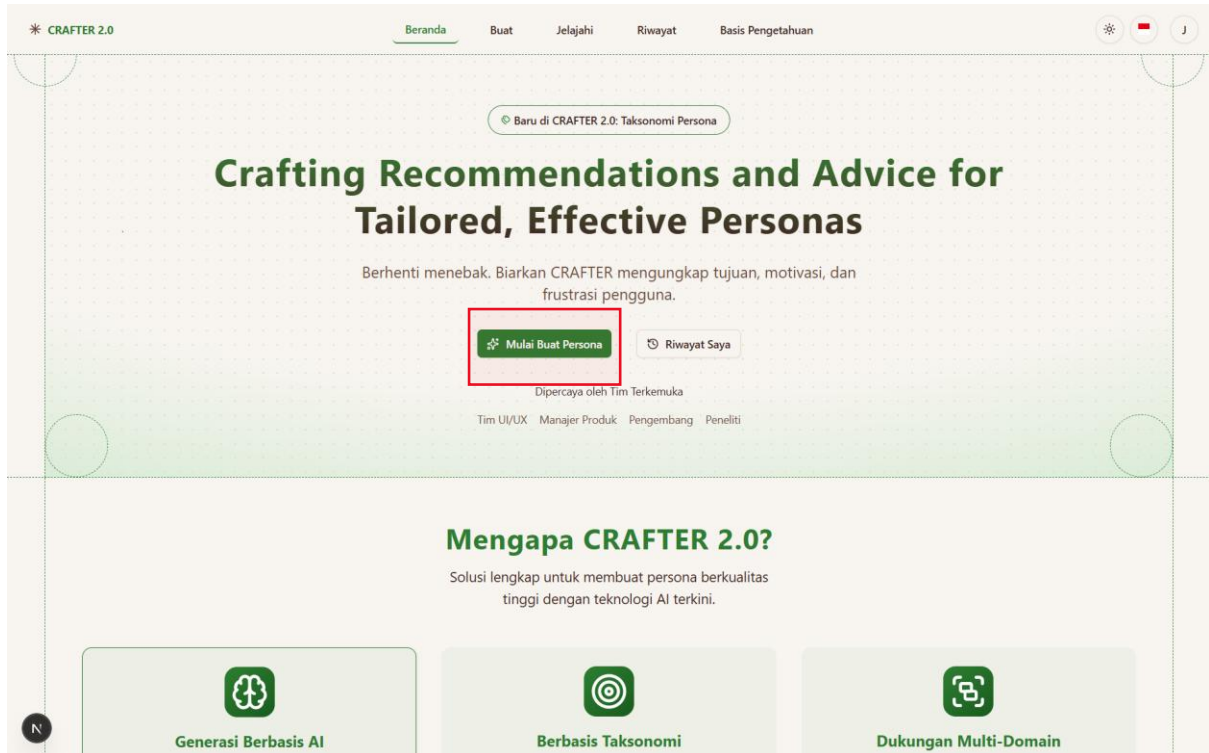 CRAFTER 2.0
Beranda Buat Jelajahi Riwayat Basis Pengetahuan
J
Baru di CRAFTER 2.0: Taksonomi Persona
Crafting Recommendations and Advice for
Tailored, Effective Personas
Berhenti menebak. Biarkan CRAFTER mengungkap tujuan, motivasi, dan
frustrasi pengguna.
Mulai Buat Persona
Riwayat Saya
Dipercaya oleh Tim Terkemuka
Tim UI/UX Manajer Produk Pengembang Peneliti
Mengapa CRAFTER 2.0?
Solusi lengkap untuk membuat persona berkualitas
tinggi dengan teknologi AI terkini.
N
Generasi Berbasis AI
Berbasis Taksonomi
Dukungan Multi-Domain